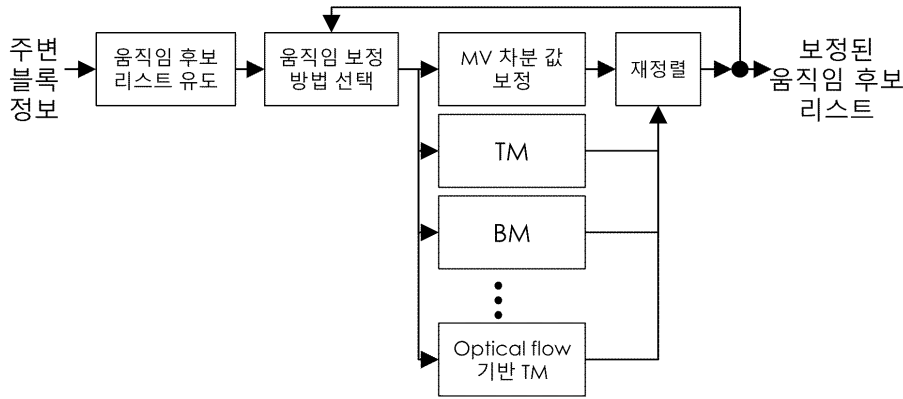 주변
블록
정보
움직임 후보
리스트 유도
움직임 보정
방법 선택
MV 차분 값
보정
재정렬
보정된
움직임 후보
리스트
TM
BM
Optical flow
기반 TM